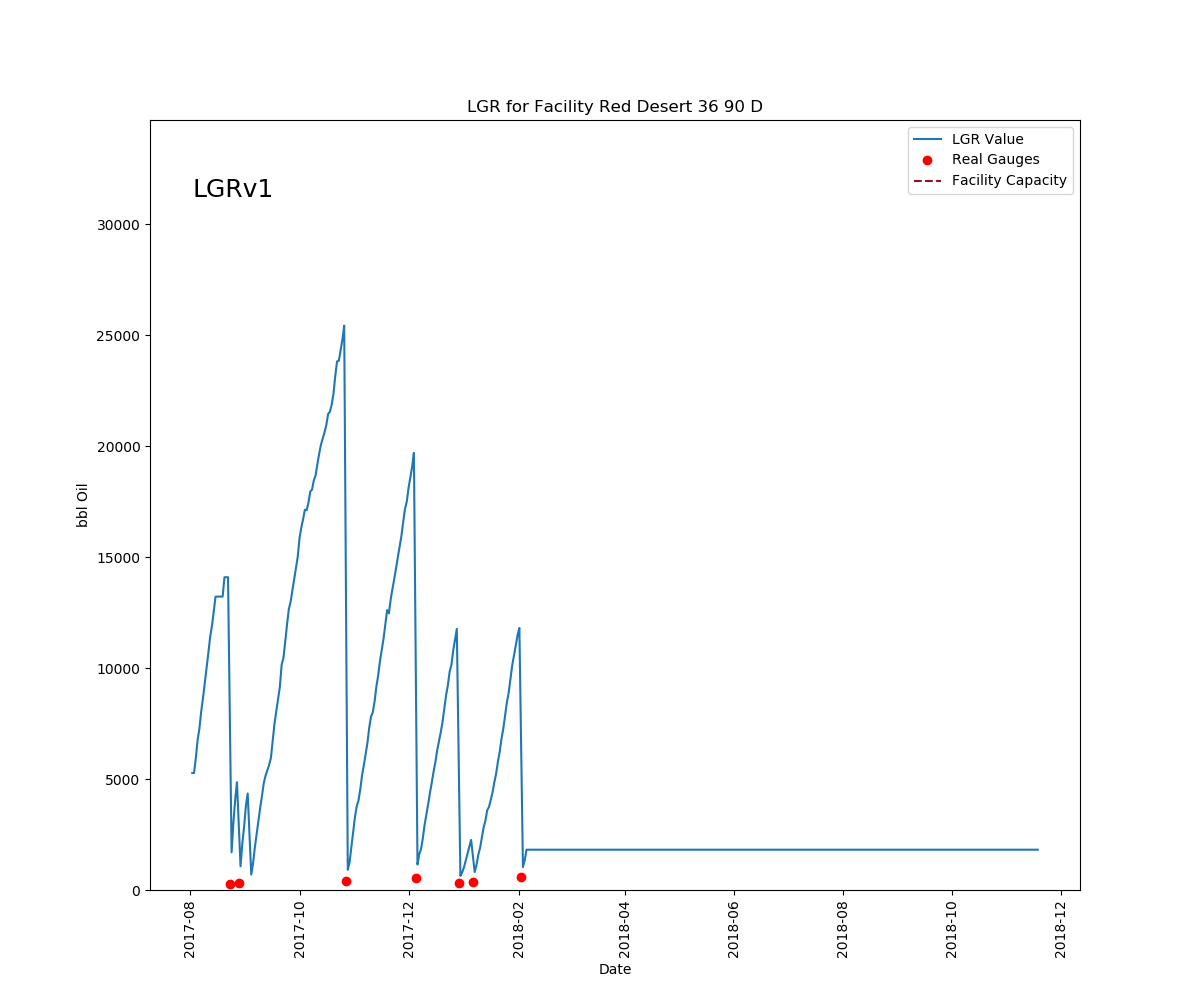 LGR for Facility Red Desert 36 90 D
LGRv1
LGR Value
Real Gauges
Facility Capacity
bbl Oil
30000
25000
20000
15000
10000
5000
0
2017-08
2017-10
2017-12
2018-02
2018-04
2018-06
2018-08
2018-10
2018-12
Date